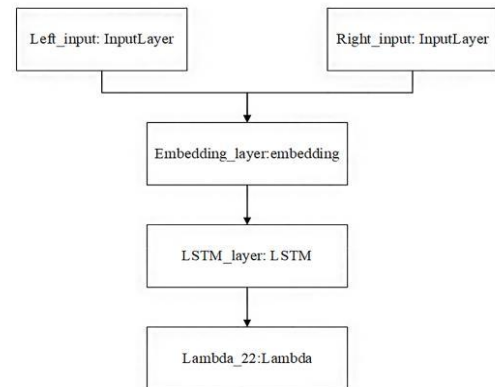 Left_input: InputLayer
Right_input: InputLayer
Embedding_layer:embedding
LSTM_layer: LSTM
Lambda_22:Lambda